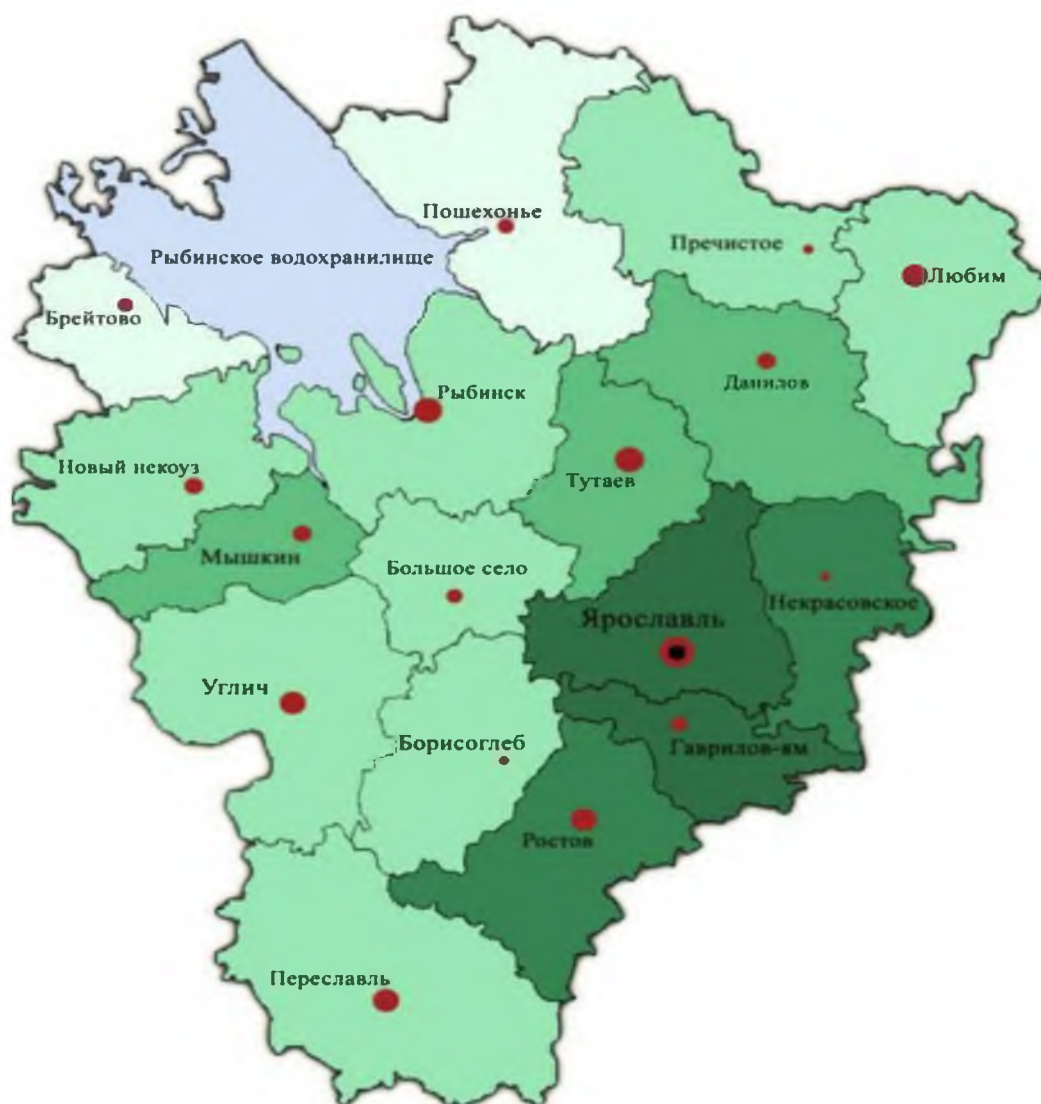 Пошехонье
Пречистое
Рыбинское водохранилище
Любим
Брейтово
Данилов
Рыбинск
Новый некоуз
Тутаев
Мышкин
Большое село
Некрасовское
Ярославль
Углич
Борисоглеб
Гаврилов-ям
Ростов
Переславль